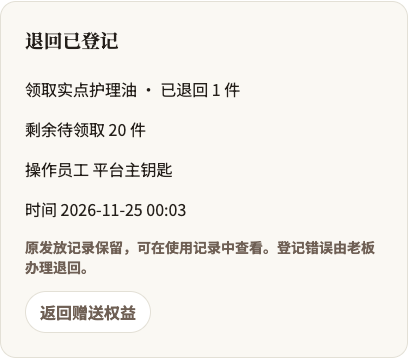 退回已登记
领取实点护理油 · 已退回 1 件
剩余待领取 20 件
操作员工 平台主钥匙
时间 2026-11-25 00:03
原发放记录保留，可在使用记录中查看。登记错误由老板
办理退回。
返回赠送权益